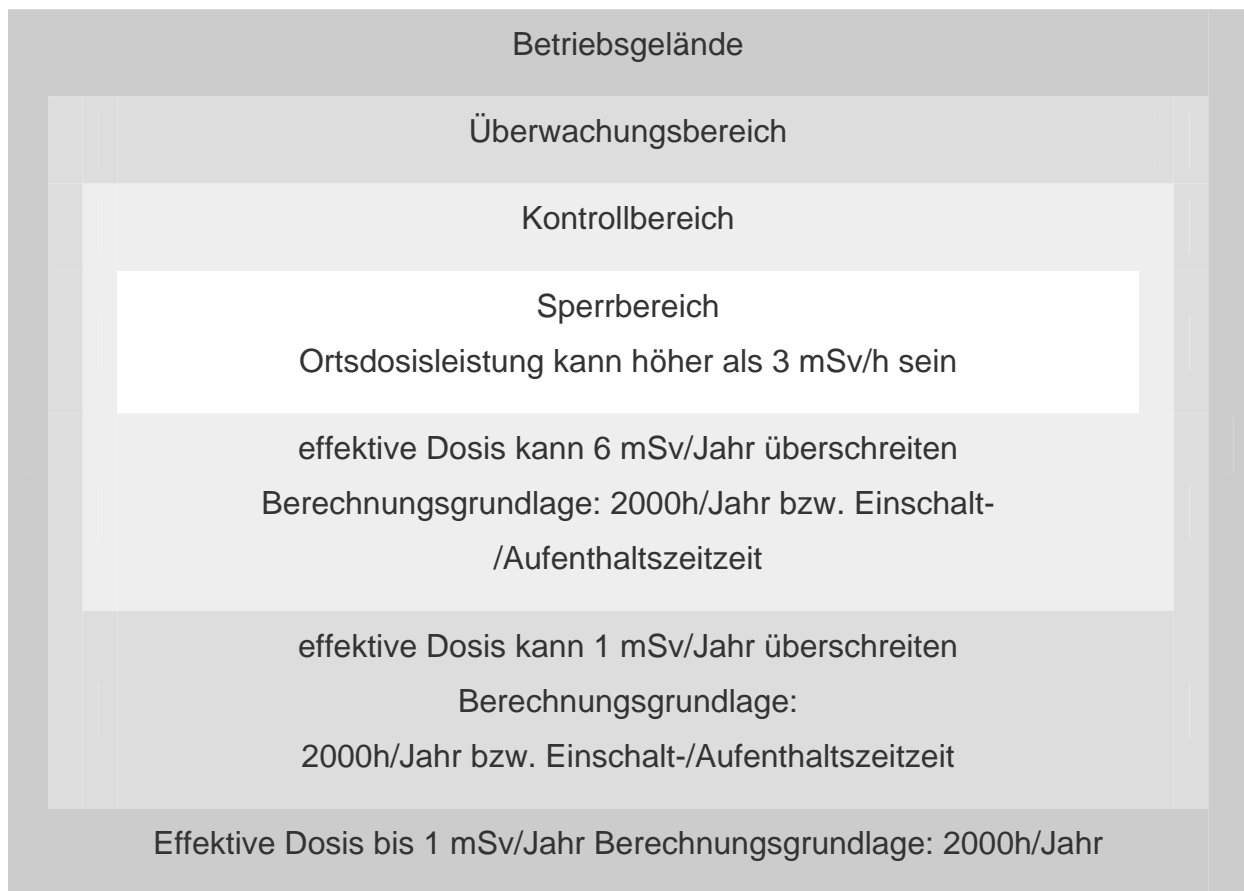 Betriebsgelände
Überwachungsbereich
Kontrollbereich
Sperrbereich
Ortsdosisleistung kann höher als 3 mSv/h sein
effektive Dosis kann 6 mSv/Jahr überschreiten
Berechnungsgrundlage: 2000h/Jahr bzw. Einschalt-
/Aufenthaltszeitzeit
effektive Dosis kann 1 mSv/Jahr überschreiten
Berechnungsgrundlage:
2000h/Jahr bzw. Einschalt-/Aufenthaltszeitzeit
Effektive Dosis bis 1 mSv/Jahr Berechnungsgrundlage: 2000h/Jahr